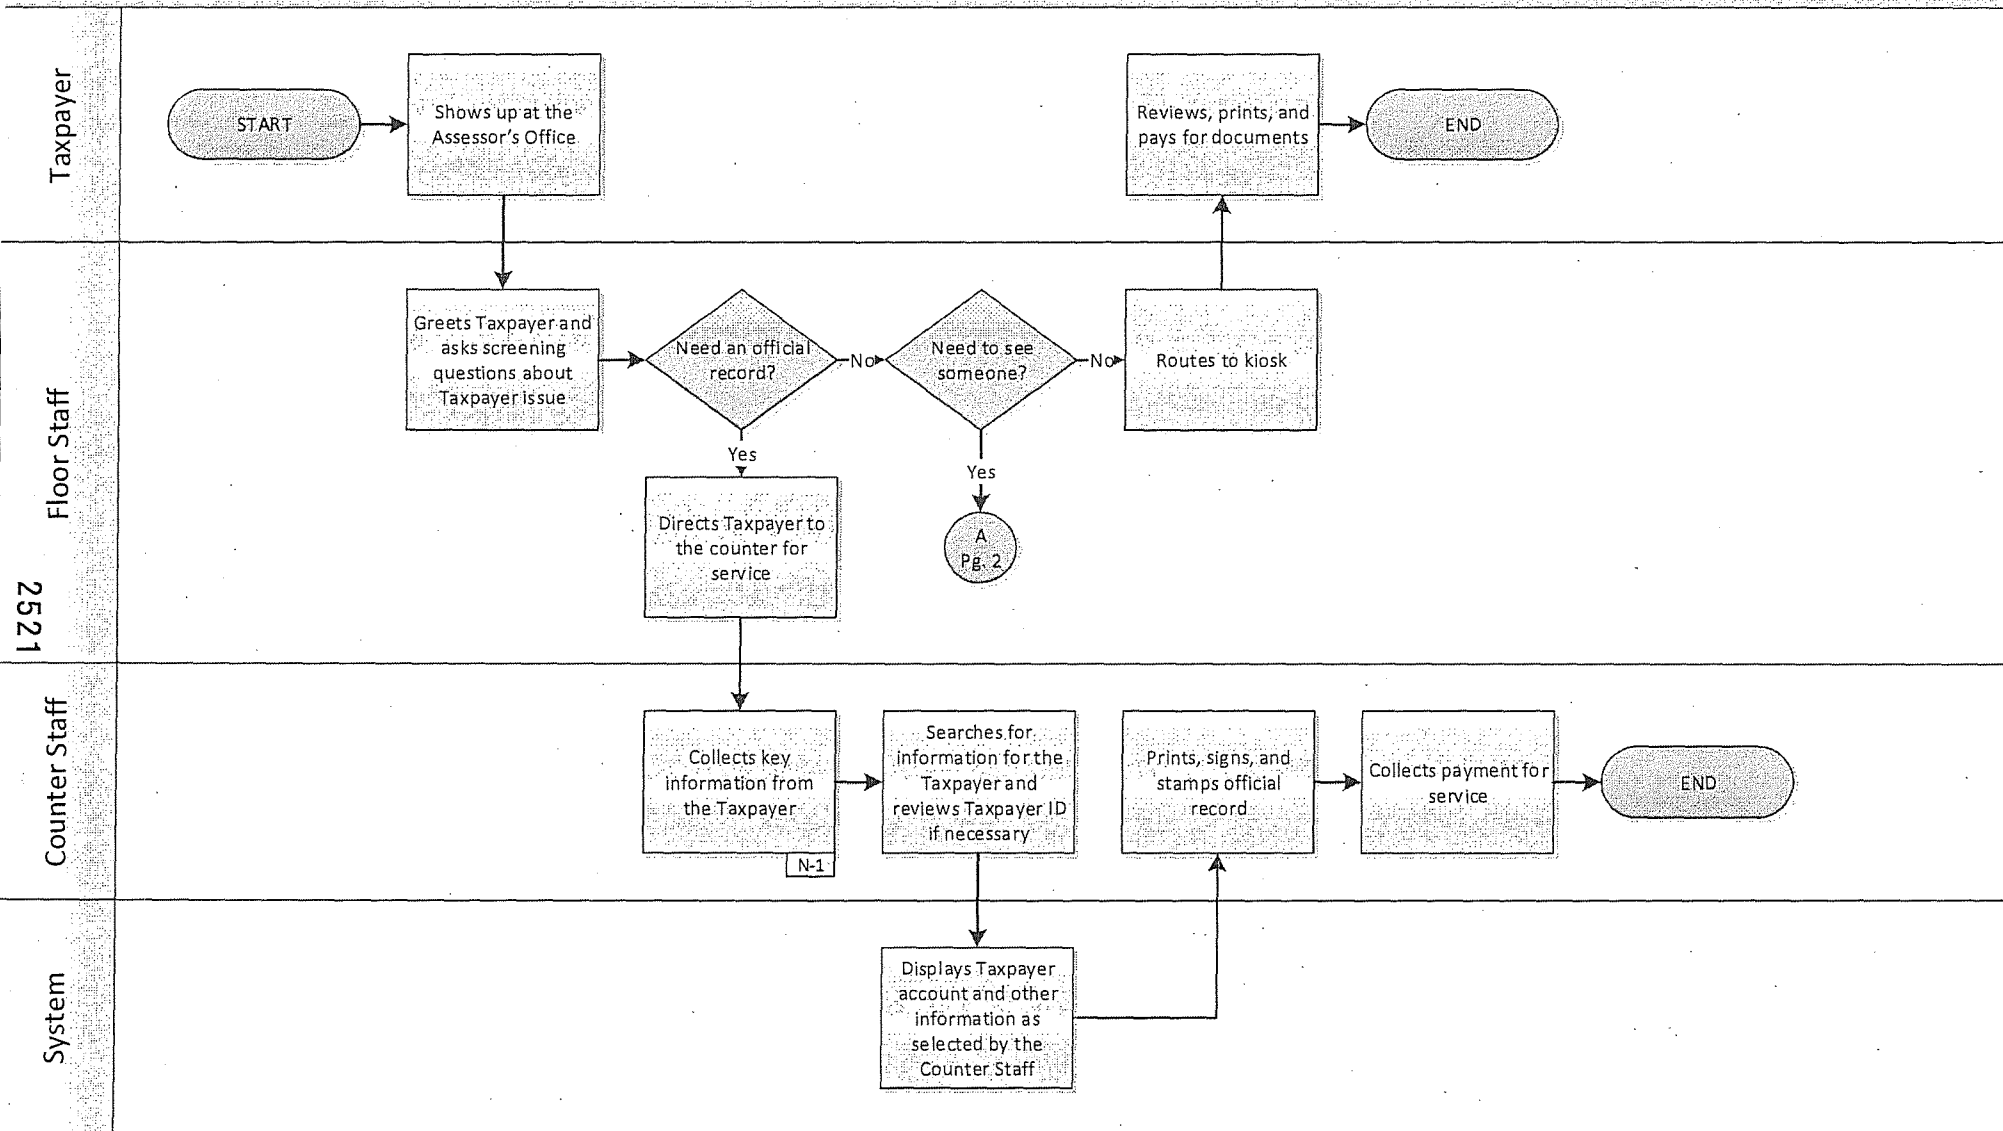 Taxpayer
START
Shows up at the
Assessor's Office
Reviews, prints, and
pays for documents
END
Floor Staff
Greets Taxpayer and
asks screening
questions about
Taxpayer issue
Need an official
record?
No
Need to see
someone?
No
Routes to kiosk
Yes
Directs Taxpayer to
the counter for
service
Yes
A
Pg. 2
2521
Counter Staff
Collects key
information from
the Taxpayer
N-1
Searches for
information for the
Taxpayer and
reviews Taxpayer ID
if necessary
Prints, signs, and
stamps official
record
Collects payment for
service
END
System
Displays Taxpayer
account and other
information as
selected by the
Counter Staff